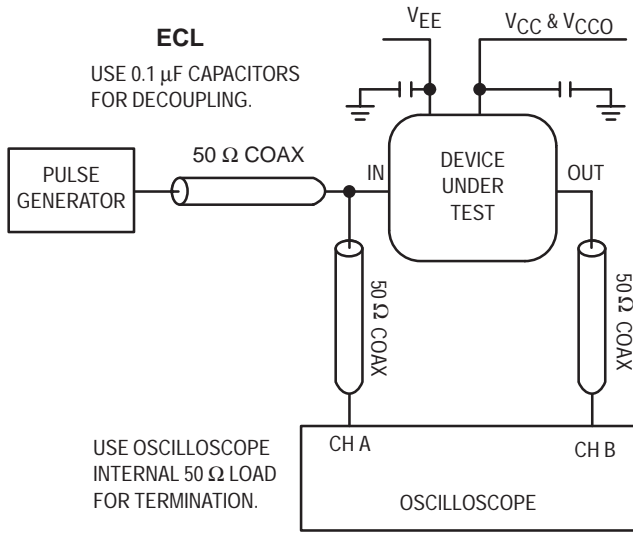 ECL
USE 0.1 μF CAPACITORS
FOR DECOUPLING.
VEE
VCC & VCCO
PULSE
GENERATOR
50 Ω COAX
IN
DEVICE
UNDER
TEST
OUT
50 Ω COAX
50 Ω COAX
USE OSCILLOSCOPE
INTERNAL 50 Ω LOAD
FOR TERMINATION.
CH A
CH B
OSCILLOSCOPE